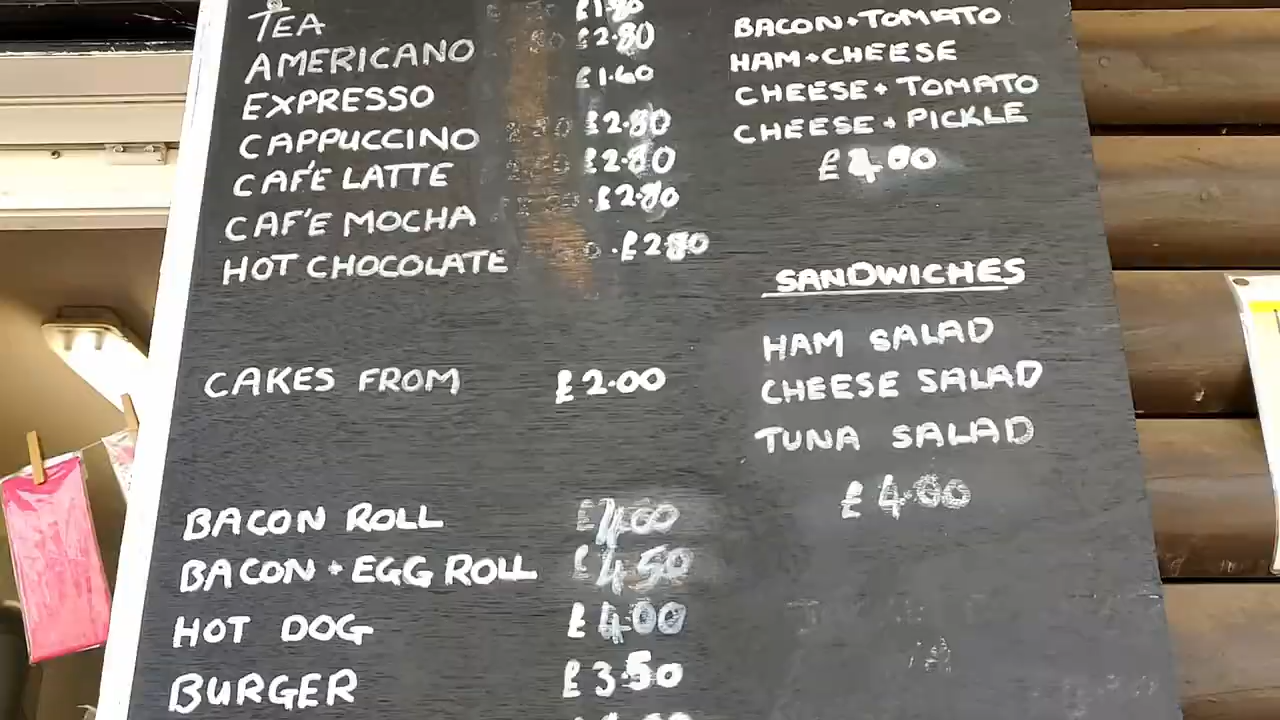 TEA £1.80
AMERICANO £2.80
EXPRESSO £1.60
CAPPUCCINO £2.80
CAFÉ LATTE £2.80
CAFÉ MOCHA £2.80
HOT CHOCOLATE £2.80
CAKES FROM £2.00
BACON ROLL £4.00
BACON + EGG ROLL £4.50
HOT DOG £4.00
BURGER £3.50
BACON + TOMATO
HAM + CHEESE
CHEESE + TOMATO
CHEESE + PICKLE
£4.00
SANDWICHES
HAM SALAD
CHEESE SALAD
TUNA SALAD
£4.00